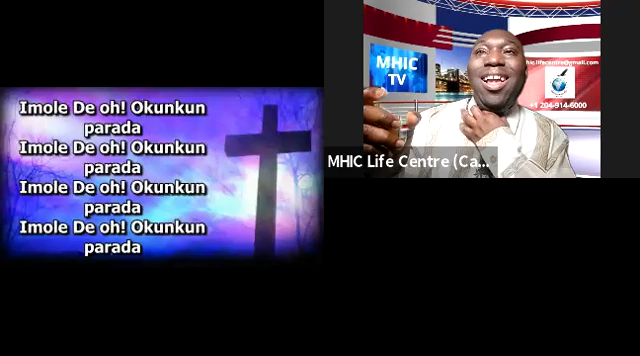 Imole De oh! Okunkun
parada
Imole De oh! Okunkun
parada
Imole De oh! Okunkun
parada
Imole De oh! Okunkun
parada
MHIC
TV
+1 204-914-6000
MHIC Life Centre (Ca...